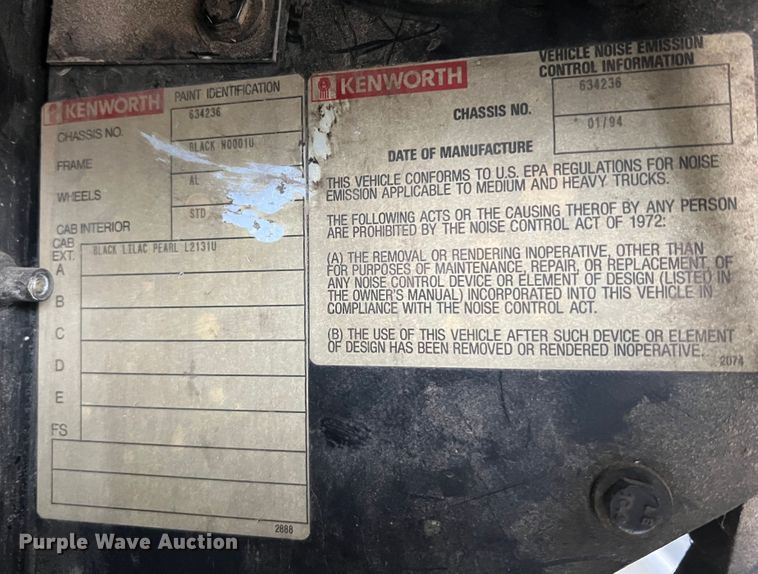 KENWORTH PAINT IDENTIFICATION
CHASSIS NO. 634236
FRAME BLACK N0001U
WHEELS AL
CAB INTERIOR STD
CAB EXT.
A BLACK LILAC PEARL L2131U
B
C
D
E
FS
2888
KENWORTH
VEHICLE NOISE EMISSION
CONTROL INFORMATION
CHASSIS NO. 634236
DATE OF MANUFACTURE 01/94
THIS VEHICLE CONFORMS TO U.S. EPA REGULATIONS FOR NOISE
EMISSION APPLICABLE TO MEDIUM AND HEAVY TRUCKS.
THE FOLLOWING ACTS OR THE CAUSING THEROF BY ANY PERSON
ARE PROHIBITED BY THE NOISE CONTROL ACT OF 1972:
(A) THE REMOVAL OR RENDERING INOPERATIVE, OTHER THAN
FOR PURPOSES OF MAINTENANCE, REPAIR, OR REPLACEMENT, OF
ANY NOISE CONTROL DEVICE OR ELEMENT OF DESIGN (LISTED IN
THE OWNER'S MANUAL) INCORPORATED INTO THIS VEHICLE IN
COMPLIANCE WITH THE NOISE CONTROL ACT.
(B) THE USE OF THIS VEHICLE AFTER SUCH DEVICE OR ELEMENT
OF DESIGN HAS BEEN REMOVED OR RENDERED INOPERATIVE.
2074
Purple Wave Auction